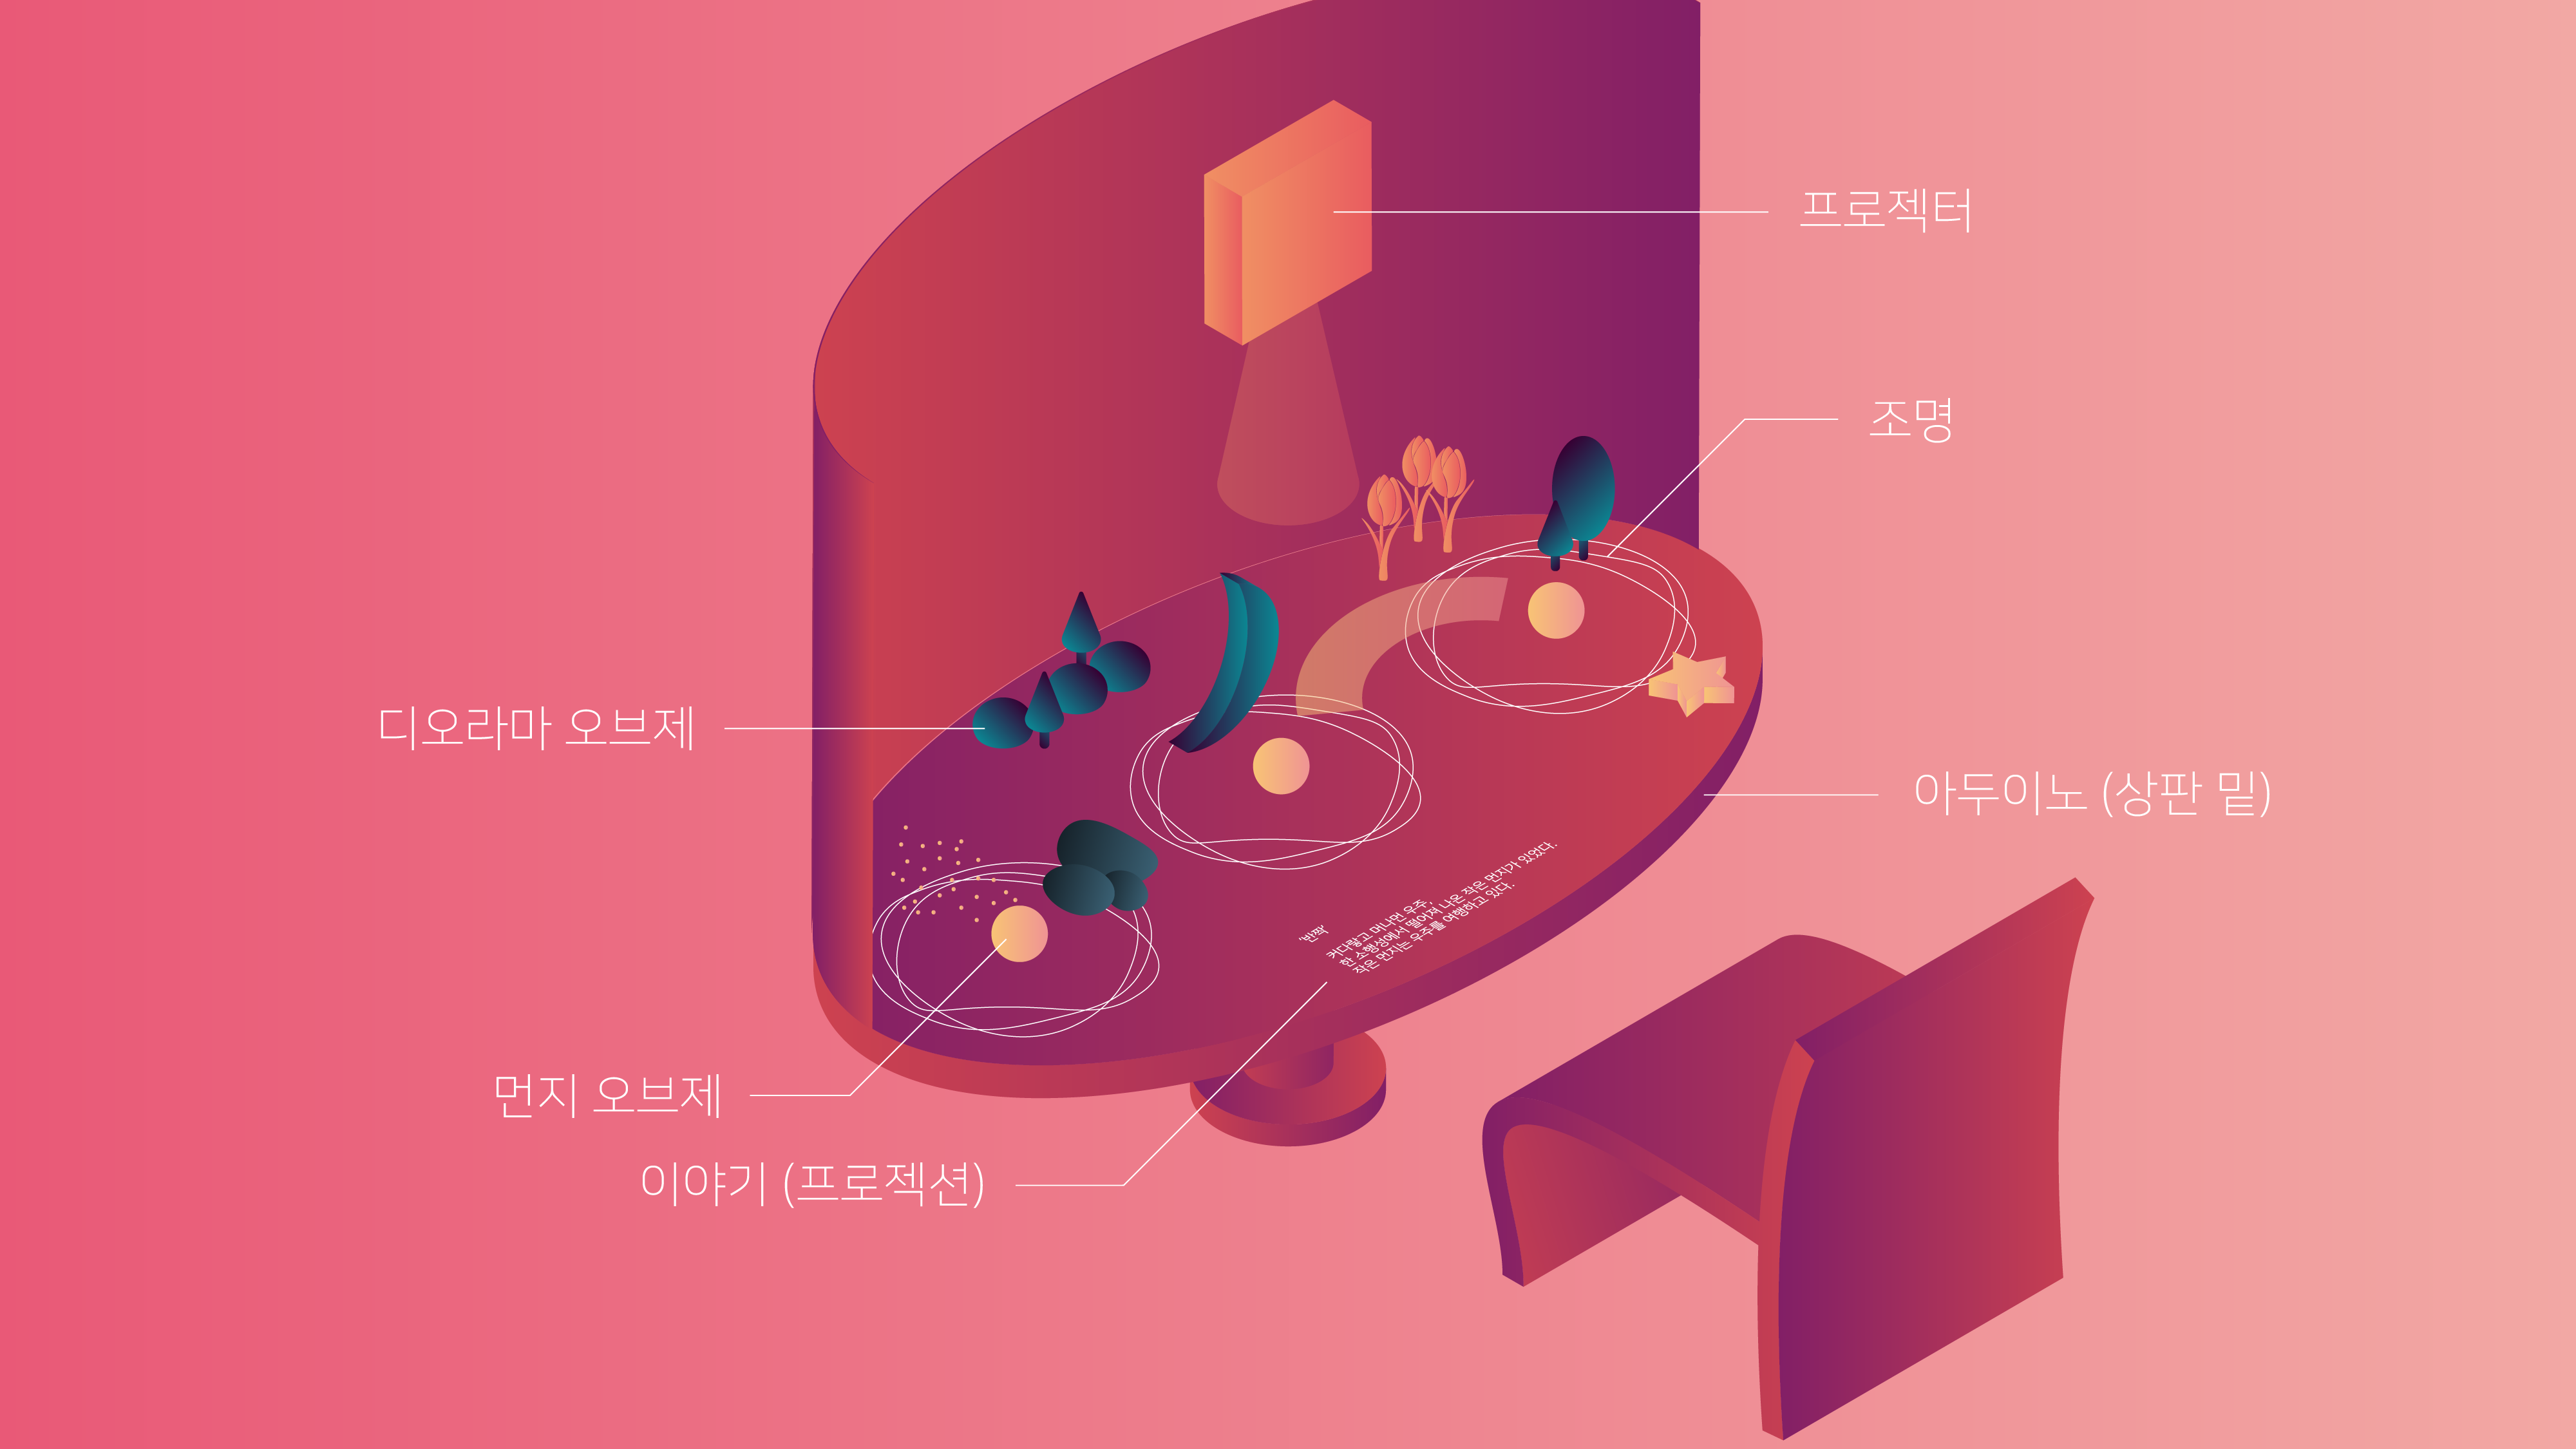 프로젝터
조명
디오라마 오브제
아두이노 (상판 밑)
'반짝'
커다랗고 머나먼 우주,
한 소행성에서 떨어져 나온 작은 먼지가 있었다.
작은 먼지는 우주를 여행하고 있다.
먼지 오브제
이야기 (프로젝션)